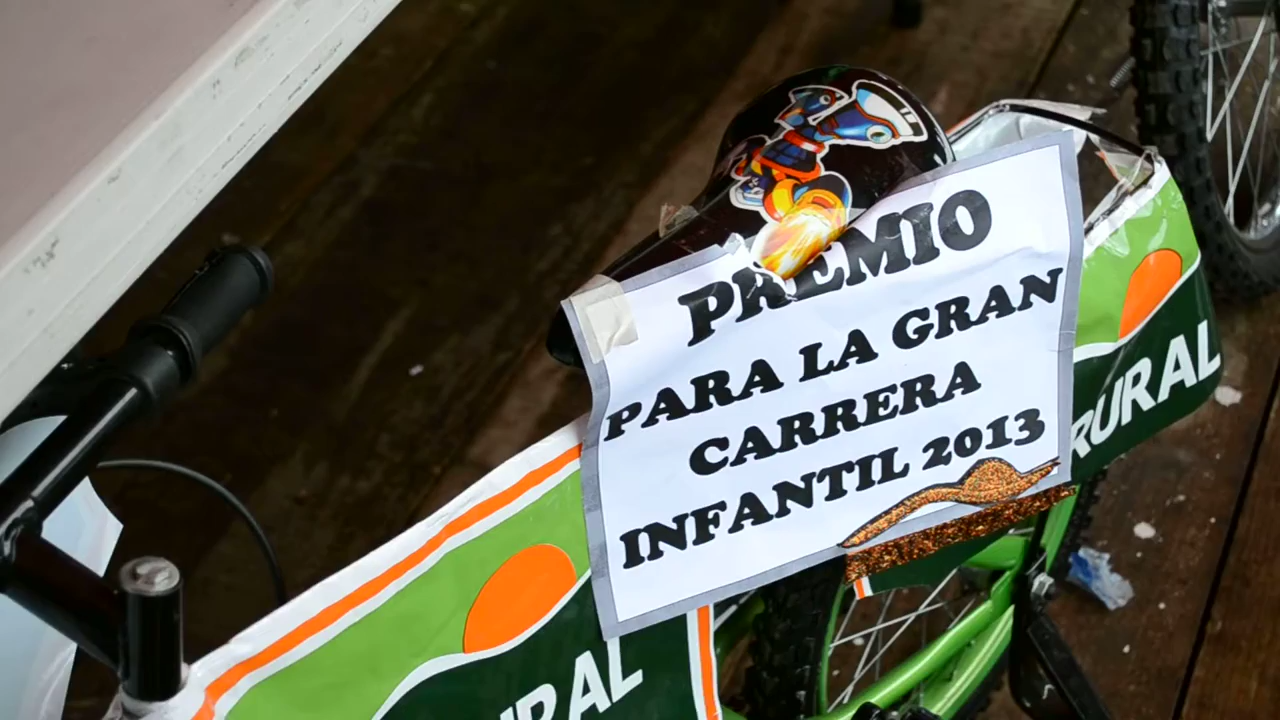 PREMIO
PARA LA GRAN
CARRERA
INFANTIL 2013
RURAL
RURAL